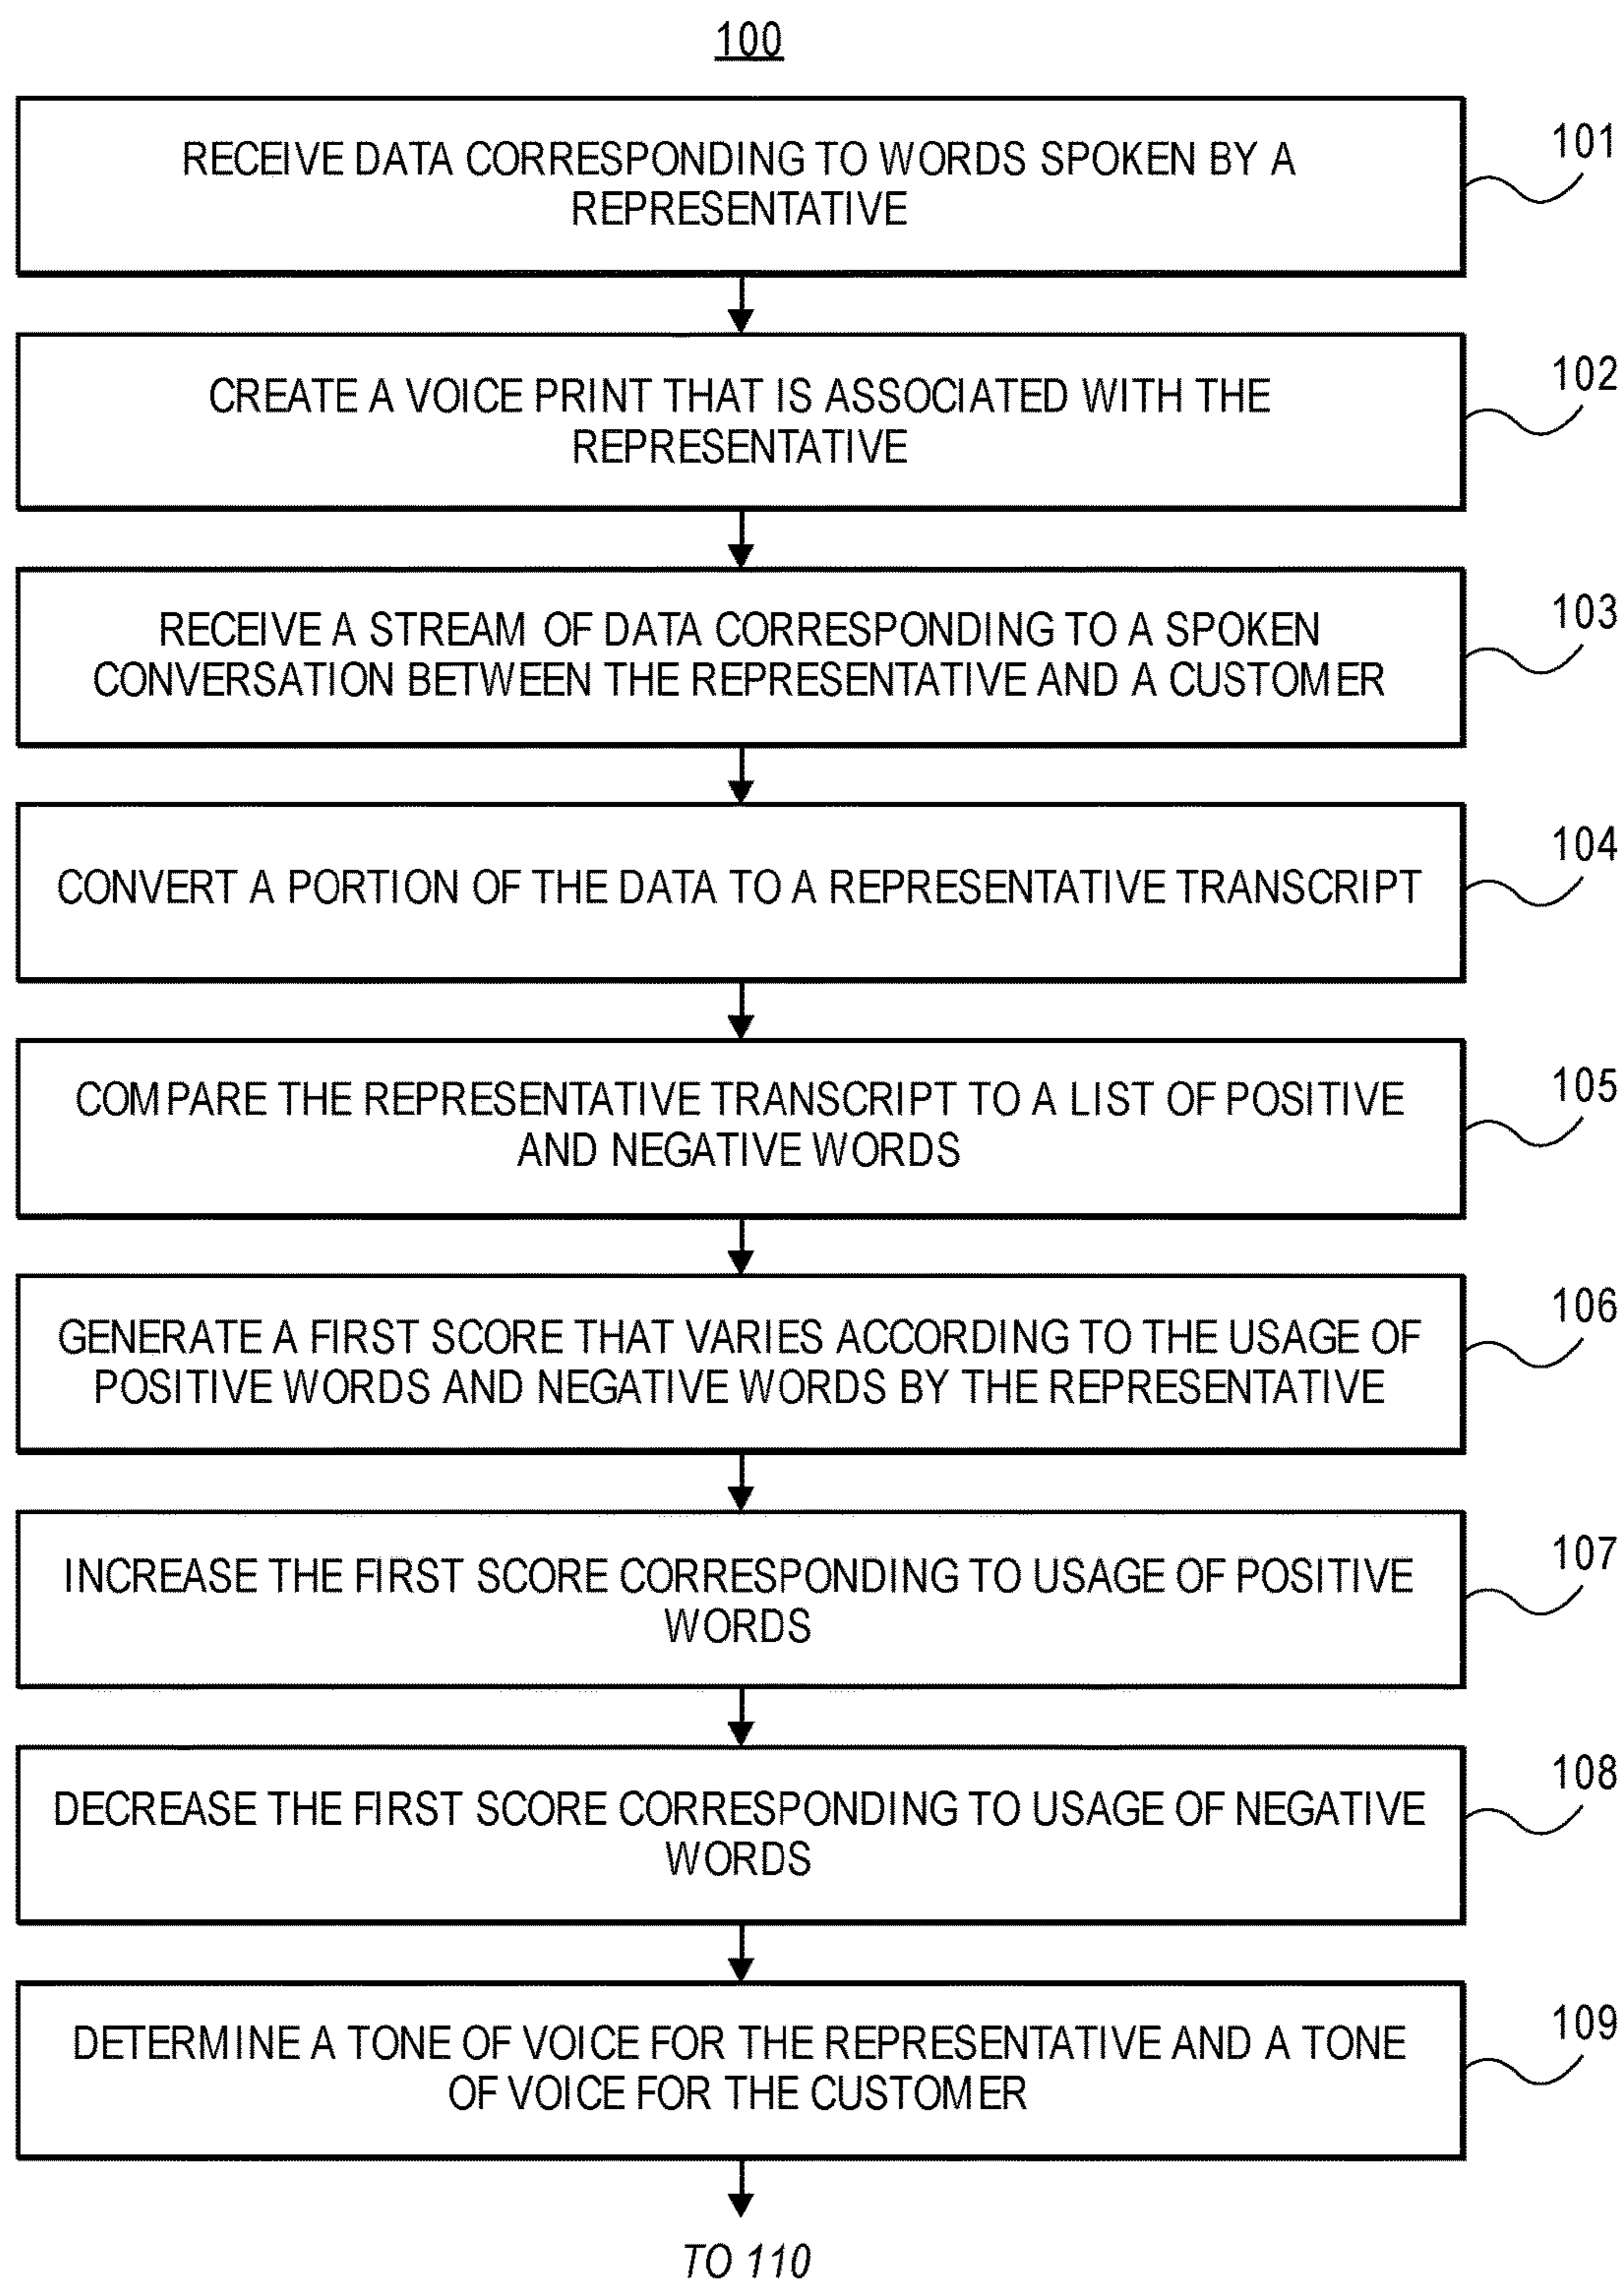 100
RECEIVE DATA CORRESPONDING TO WORDS SPOKEN BY A
REPRESENTATIVE
101
CREATE A VOICE PRINT THAT IS ASSOCIATED WITH THE
REPRESENTATIVE
102
RECEIVE A STREAM OF DATA CORRESPONDING TO A SPOKEN
CONVERSATION BETWEEN THE REPRESENTATIVE AND A CUSTOMER
103
CONVERT A PORTION OF THE DATA TO A REPRESENTATIVE TRANSCRIPT
104
COMPARE THE REPRESENTATIVE TRANSCRIPT TO A LIST OF POSITIVE
AND NEGATIVE WORDS
105
GENERATE A FIRST SCORE THAT VARIES ACCORDING TO THE USAGE OF
POSITIVE WORDS AND NEGATIVE WORDS BY THE REPRESENTATIVE
106
INCREASE THE FIRST SCORE CORRESPONDING TO USAGE OF POSITIVE
WORDS
107
DECREASE THE FIRST SCORE CORRESPONDING TO USAGE OF NEGATIVE
WORDS
108
DETERMINE A TONE OF VOICE FOR THE REPRESENTATIVE AND A TONE
OF VOICE FOR THE CUSTOMER
109
TO 110